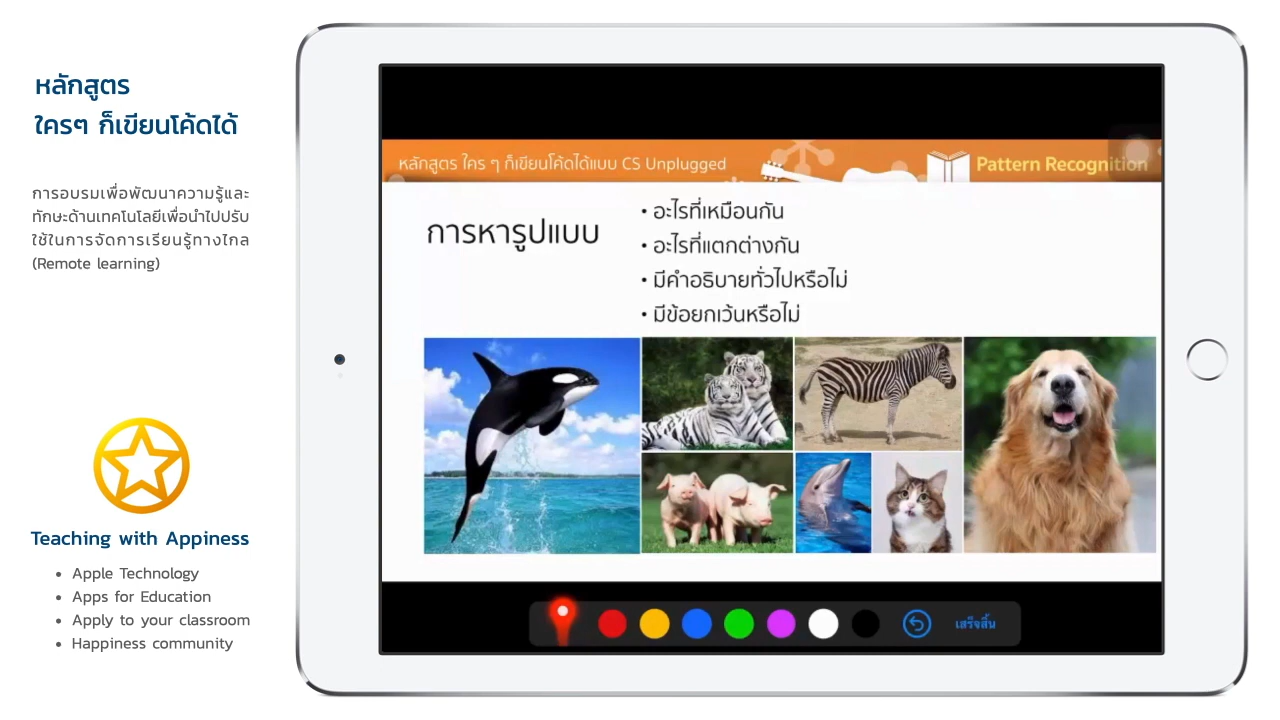 หลักสูตร
ใครๆ ก็เขียนโค้ดได้
การอบรมเพื่อพัฒนาความรู้และ
ทักษะด้านเทคโนโลยีเพื่อนำไปปรับ
ใช้ในการจัดการเรียนรู้ทางไกล
(Remote learning)
Teaching with Appiness
• Apple Technology
• Apps for Education
• Apply to your classroom
• Happiness community
หลักสูตร ใคร ๆ ก็เขียนโค้ดได้แบบ CS Unplugged
Pattern Recognition
การหารูปแบบ
• อะไรที่เหมือนกัน
• อะไรที่แตกต่างกัน
• มีคำอธิบายทั่วไปหรือไม่
• มีข้อยกเว้นหรือไม่
เสร็จสิ้น